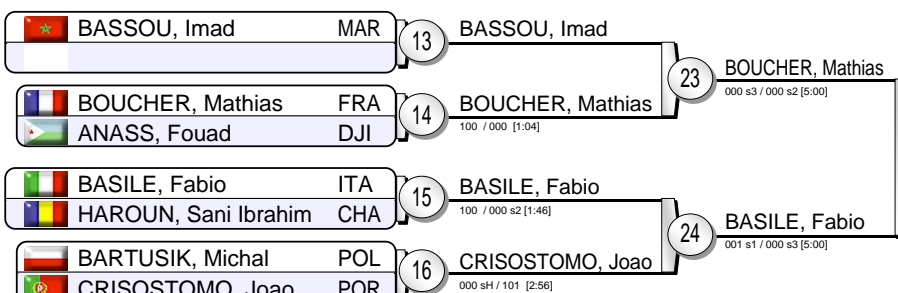 BASSOU, Imad MAR
13
BASSOU, Imad
BOUCHER, Mathias FRA
ANASS, Fouad DJI
14
BOUCHER, Mathias
100 / 000 [1:04]
23
BOUCHER, Mathias
000 s3 / 000 s2 [5:00]
BASILE, Fabio ITA
HAROUN, Sani Ibrahim CHA
15
BASILE, Fabio
100 / 000 s2 [1:46]
BARTUSIK, Michal POL
CRISOSTOMO, Joao POR
16
CRISOSTOMO, Joao
000 sH / 101 [2:56]
24
BASILE, Fabio
001 s1 / 000 s3 [5:00]